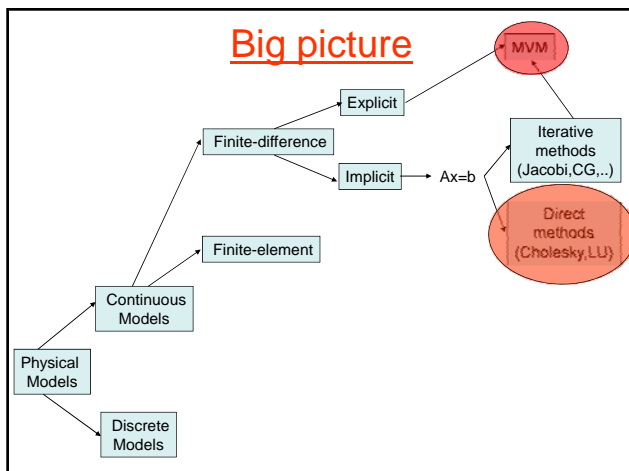 Big picture
MVM
Explicit
Finite-difference
Iterative
methods
(Jacobi,CG,..)
Implicit
Ax=b
Direct
methods
(Cholesky,LU)
Finite-element
Continuous
Models
Physical
Models
Discrete
Models